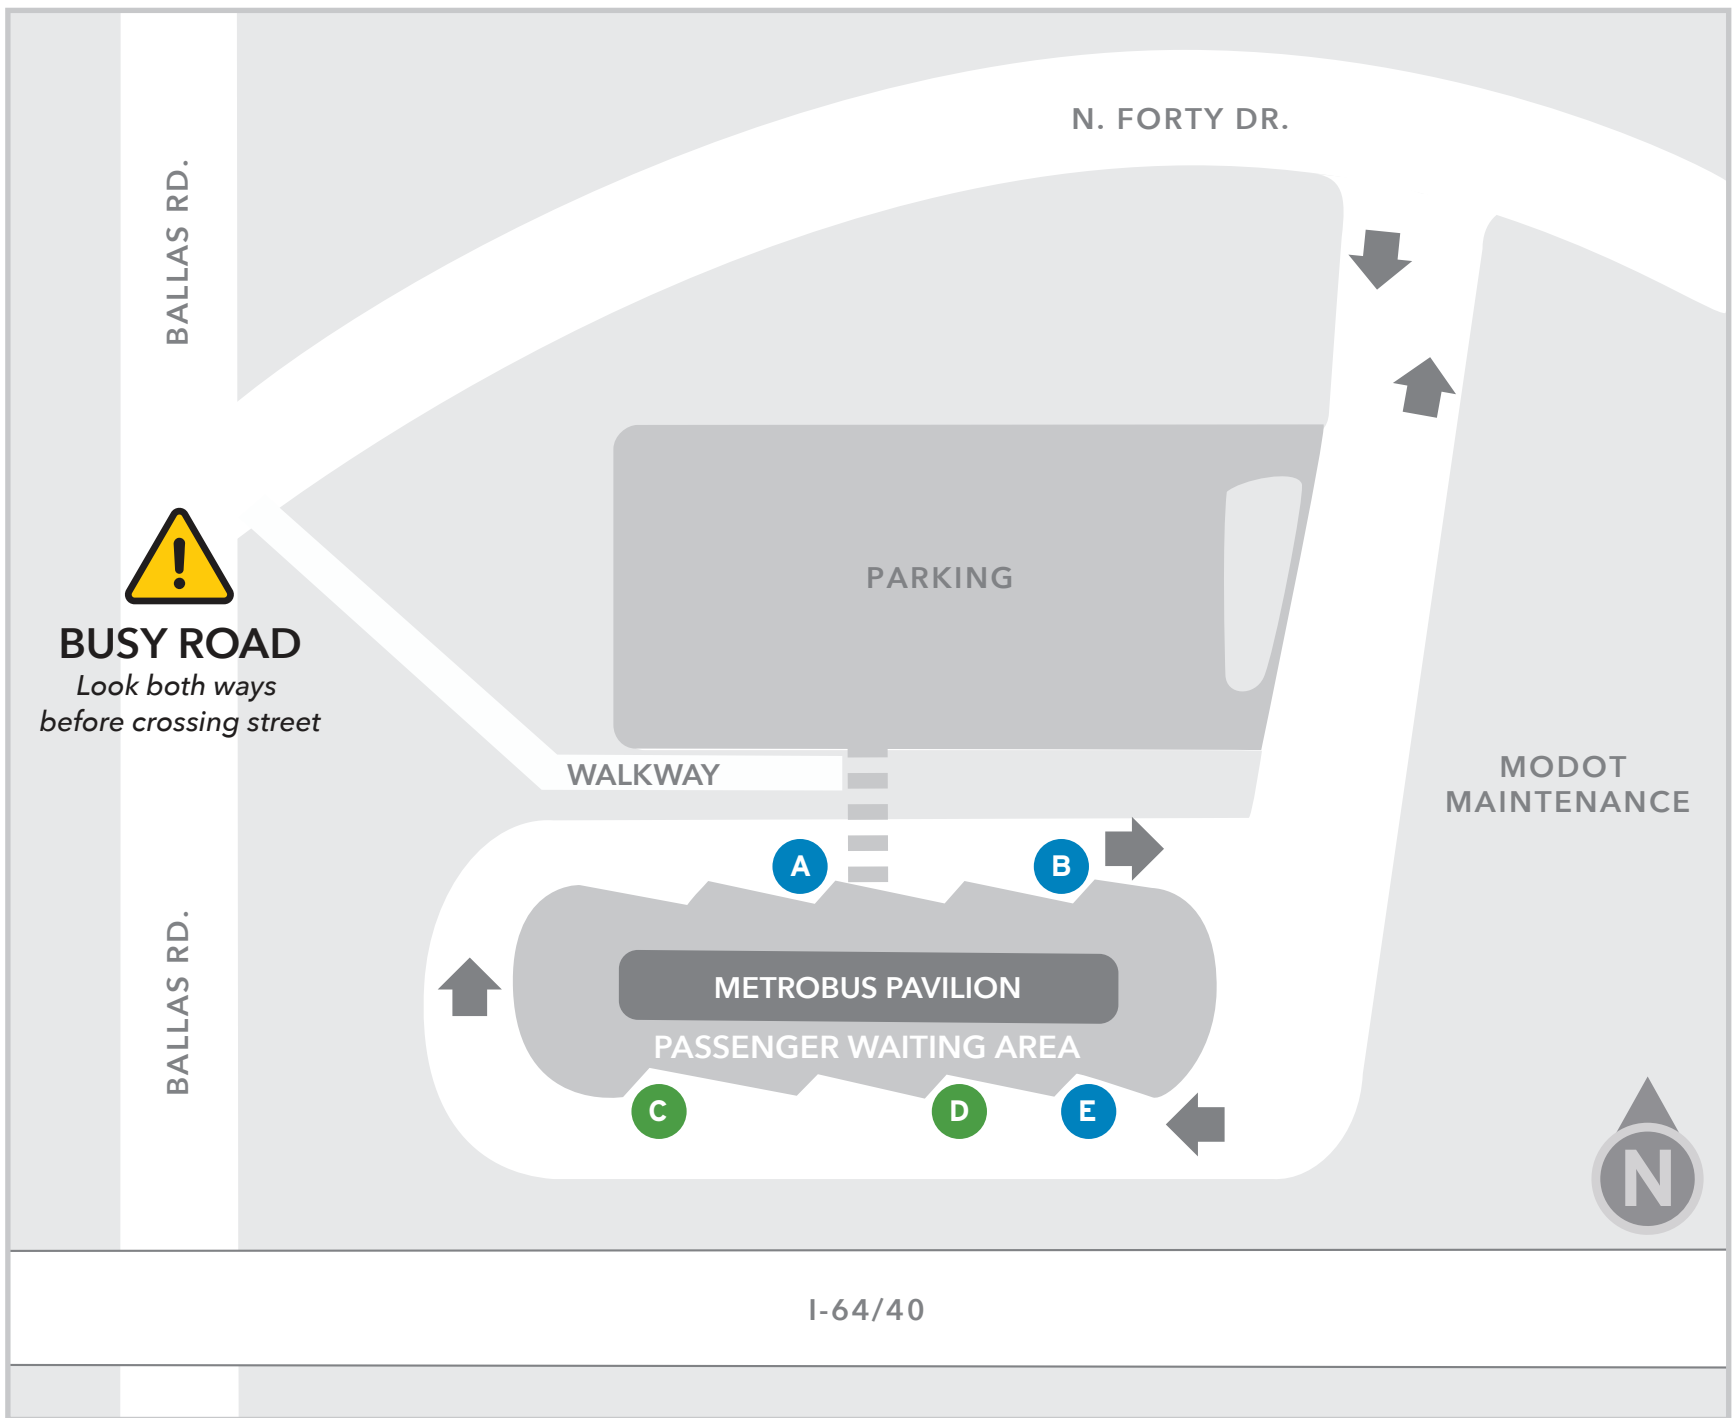 N. FORTY DR.
BALLAS RD.
BUSY ROAD
Look both ways
before crossing street
PARKING
WALKWAY
MODOT
MAINTENANCE
A
B
METROBUS PAVILION
PASSENGER WAITING AREA
C
D
E
BALLAS RD.
N
I-64/40